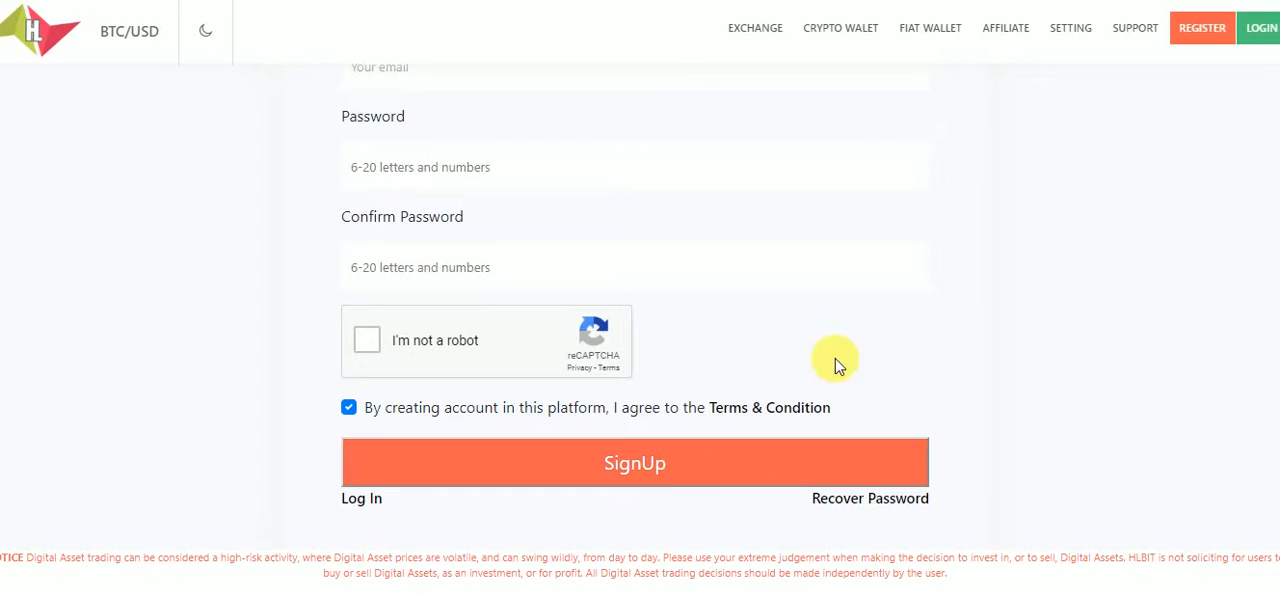 H BTC/USD EXCHANGE CRYPTO WALET FIAT WALLET AFFILIATE SETTING SUPPORT REGISTER LOGIN
Your email
Password
6-20 letters and numbers
Confirm Password
6-20 letters and numbers
I'm not a robot
reCAPTCHA
Privacy - Terms
By creating account in this platform, I agree to the Terms & Condition
SignUp
Log In Recover Password
Digital Asset trading can be considered a high-risk activity, where Digital Asset prices are volatile, and can swing wildly, from day to day. Please use your extreme judgement when making the decision to invest in, or to sell, Digital Assets. HLBIT is not soliciting for users to
buy or sell Digital Assets, as an investment, or for profit. All Digital Asset trading decisions should be made independently by the user.